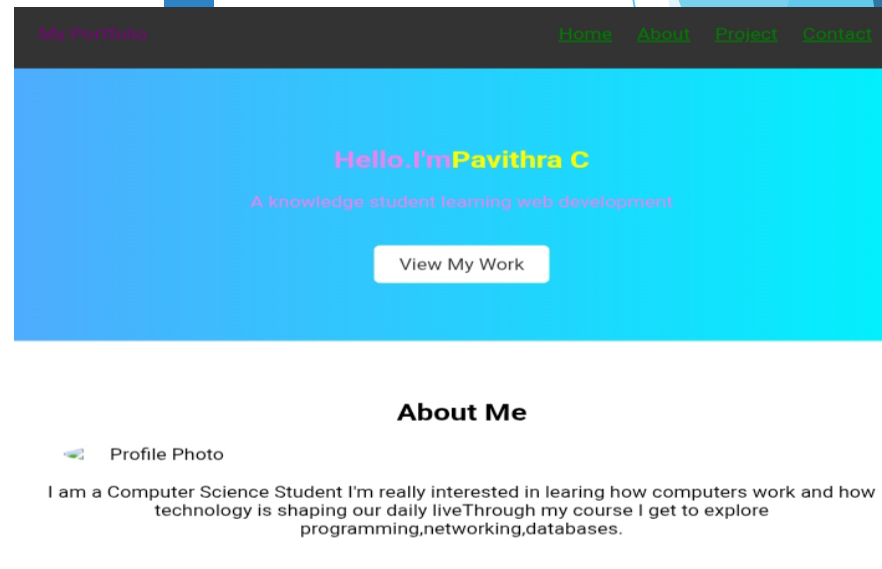 My Portfolio
Home About Project Contact
Hello.I'mPavithra C
A knowledge student learning web development
View My Work
About Me
Profile Photo
I am a Computer Science Student I'm really interested in learing how computers work and how
technology is shaping our daily liveThrough my course I get to explore
programming,networking,databases.